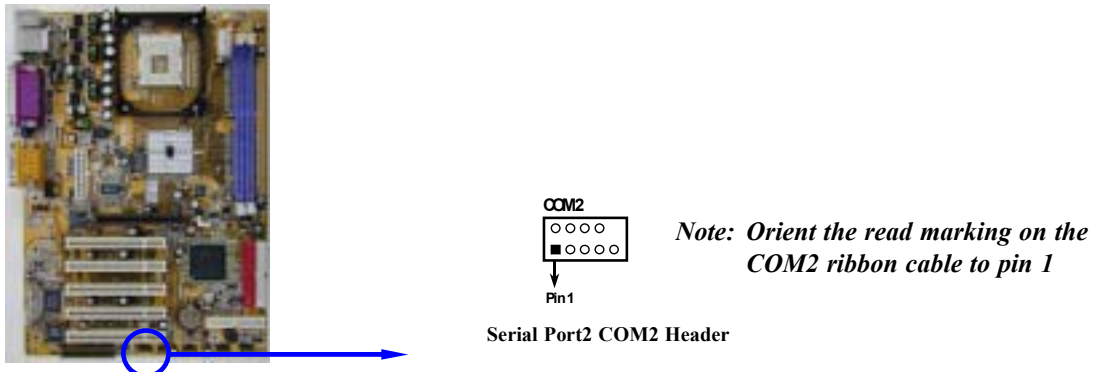 COM2
Note: Orient the read marking on the
COM2 ribbon cable to pin 1
Pin1
Serial Port2 COM2 Header